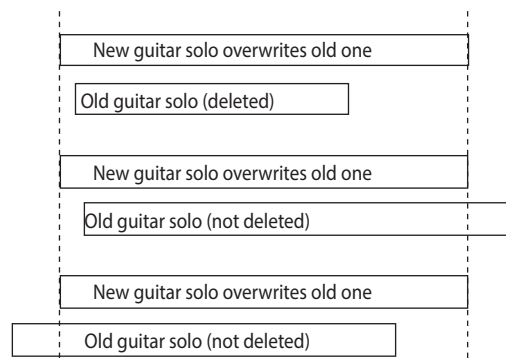 New guitar solo overwrites old one
Old guitar solo (deleted)
New guitar solo overwrites old one
Old guitar solo (not deleted)
New guitar solo overwrites old one
Old guitar solo (not deleted)